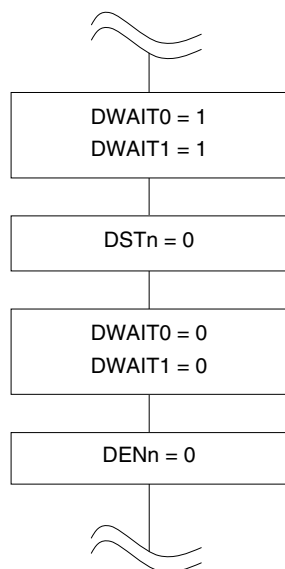 DWAIT0 = 1
DWAIT1 = 1
DSTn = 0
DWAIT0 = 0
DWAIT1 = 0
DENn = 0